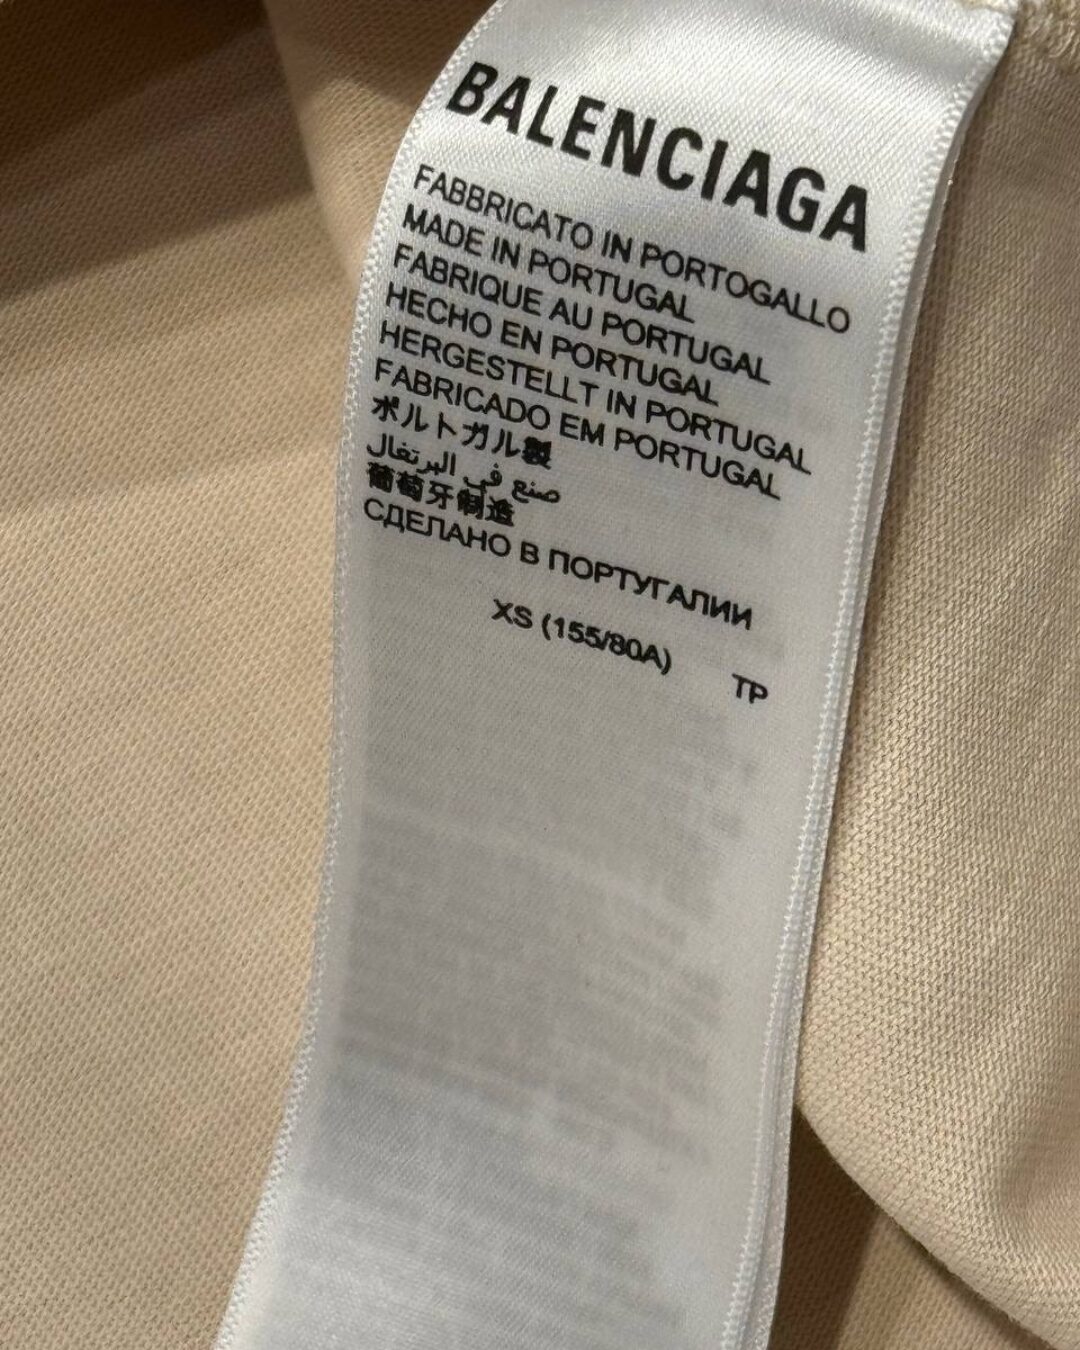 BALENCIAGA
FABBRICATO IN PORTOGALLO
MADE IN PORTUGAL
FABRIQUE AU PORTUGAL
HECHO EN PORTUGAL
HERGESTELLT IN PORTUGAL
FABRICADO EM PORTUGAL
ポルトガル製
صنع في البرتغال
葡萄牙制造
СДЕЛАНО В ПОРТУГАЛИИ
XS (155/80A)
TP